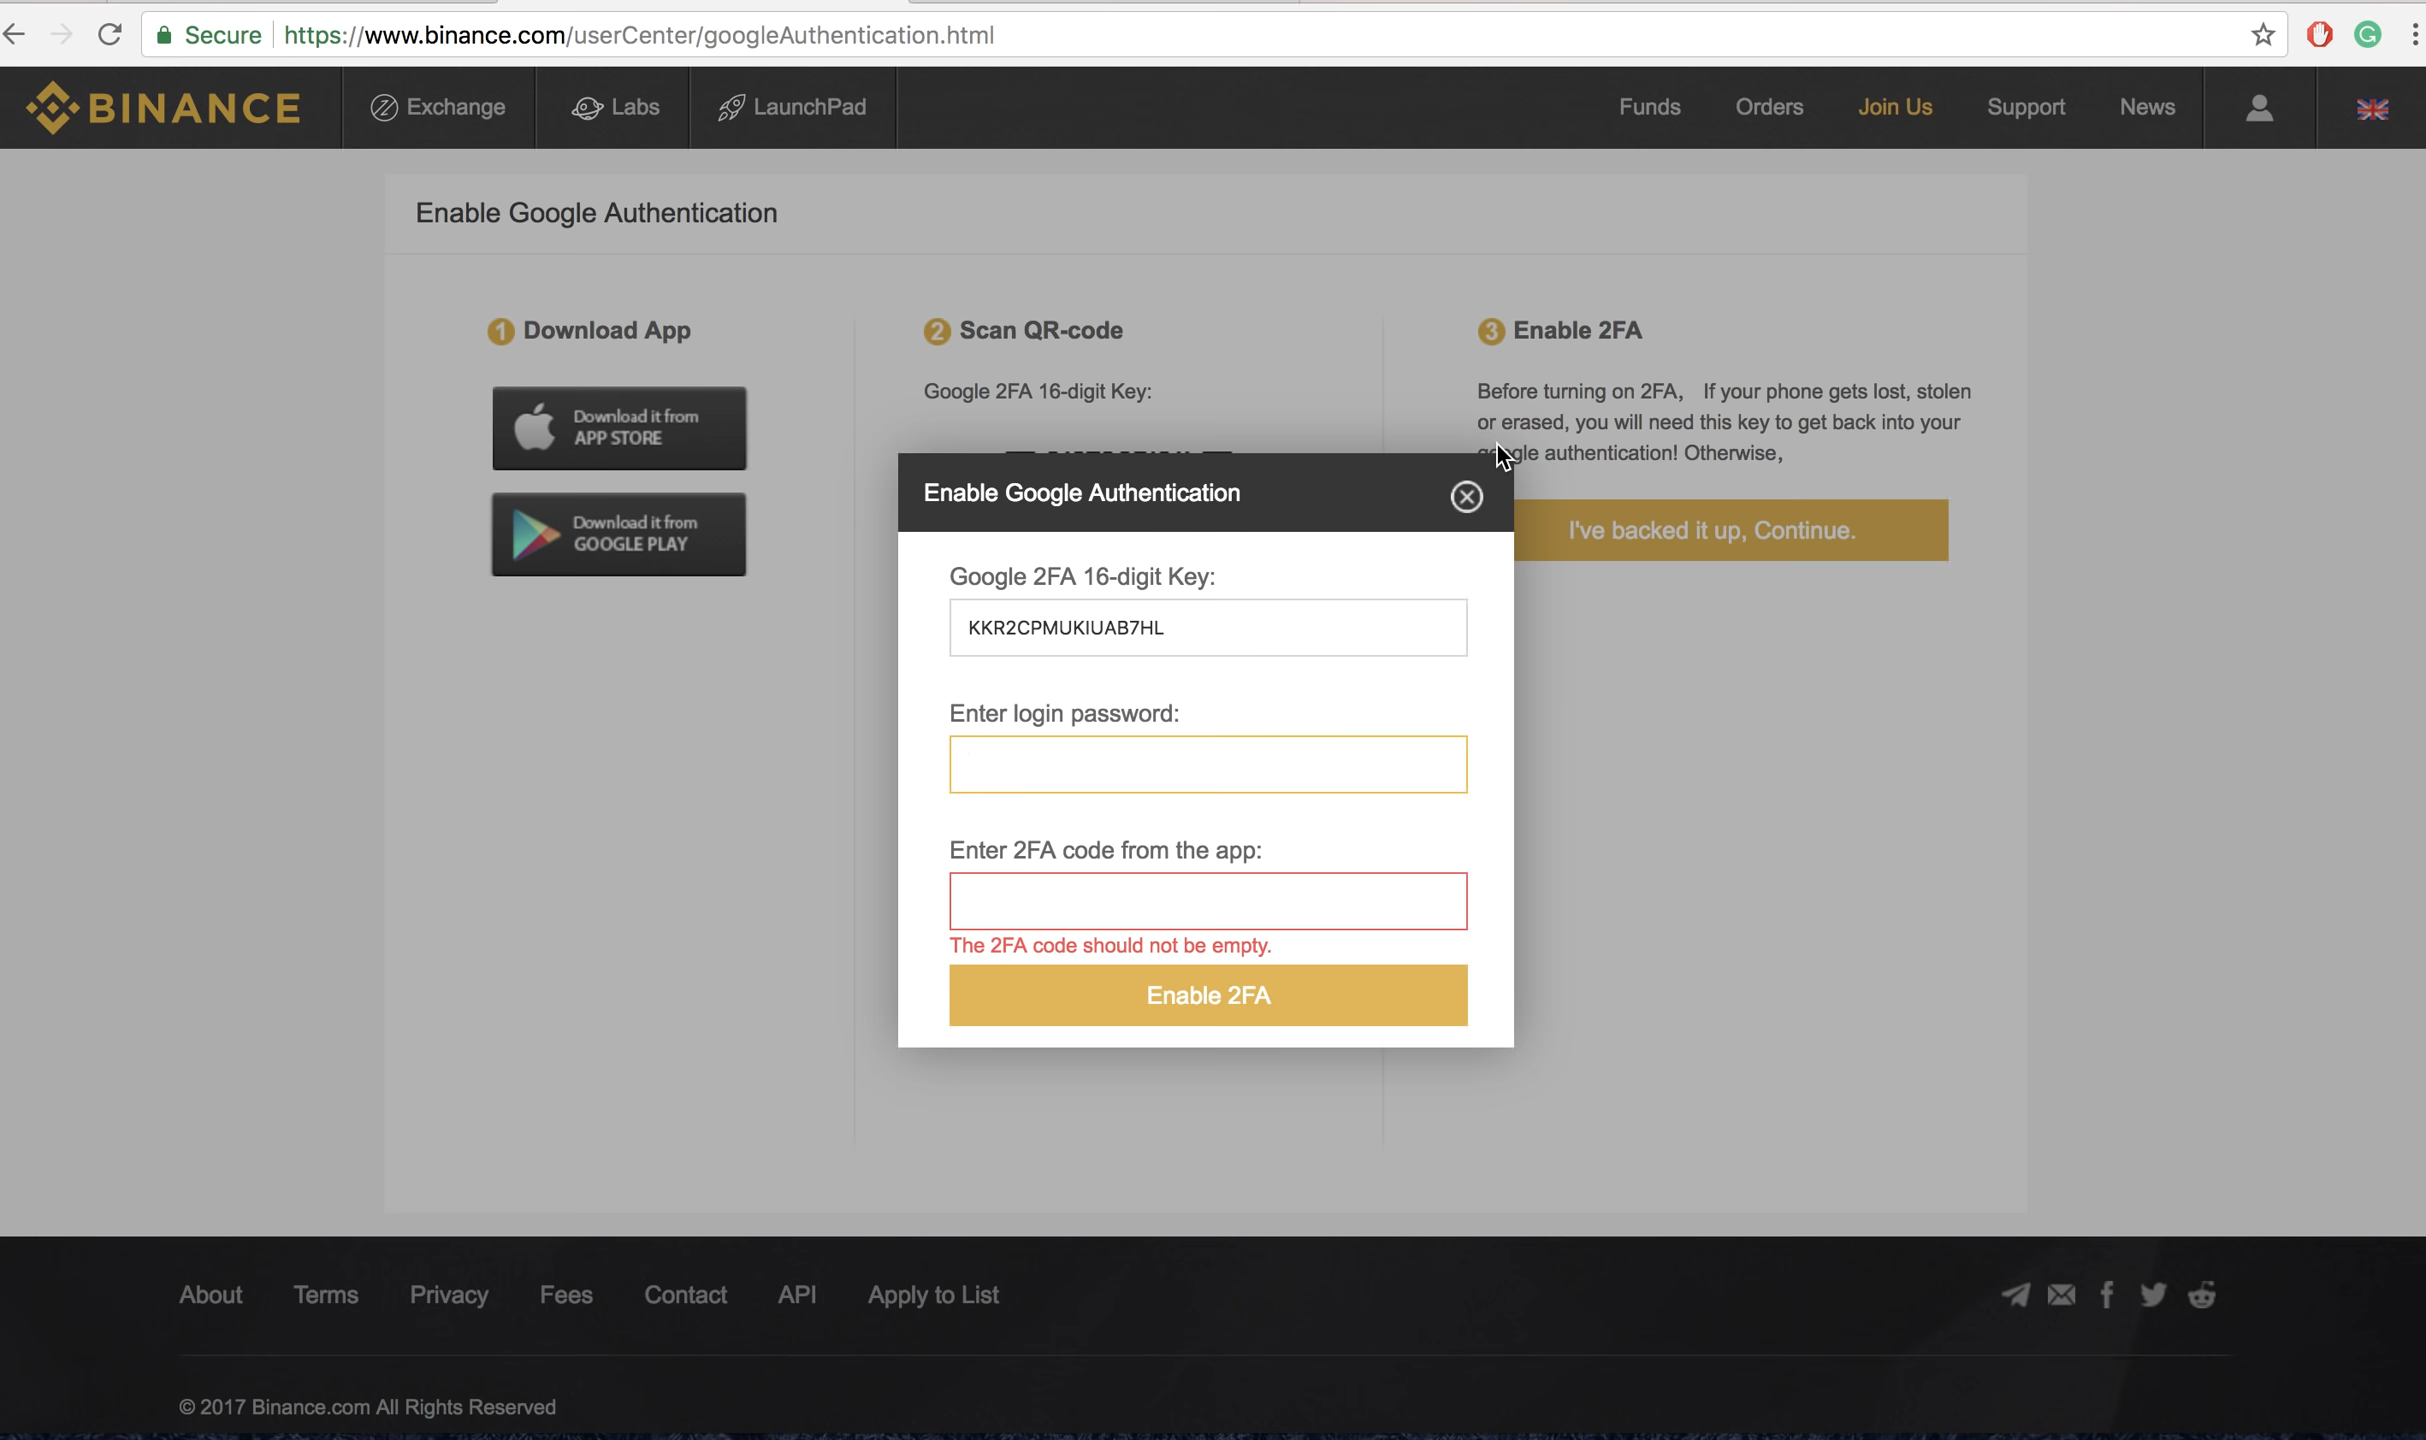 Secure https://www.binance.com/userCenter/googleAuthentication.html
BINANCE Exchange Labs LaunchPad Funds Orders Join Us Support News
Enable Google Authentication
1 Download App
Download it from
APP STORE
Download it from
GOOGLE PLAY
2 Scan QR-code
Google 2FA 16-digit Key:
3 Enable 2FA
Before turning on 2FA， If your phone gets lost, stolen
or erased, you will need this key to get back into your
google authentication! Otherwise，
I've backed it up, Continue.
Enable Google Authentication
Google 2FA 16-digit Key:
KKR2CPMUKIUAB7HL
Enter login password:
Enter 2FA code from the app:
The 2FA code should not be empty.
Enable 2FA
About Terms Privacy Fees Contact API Apply to List
© 2017 Binance.com All Rights Reserved